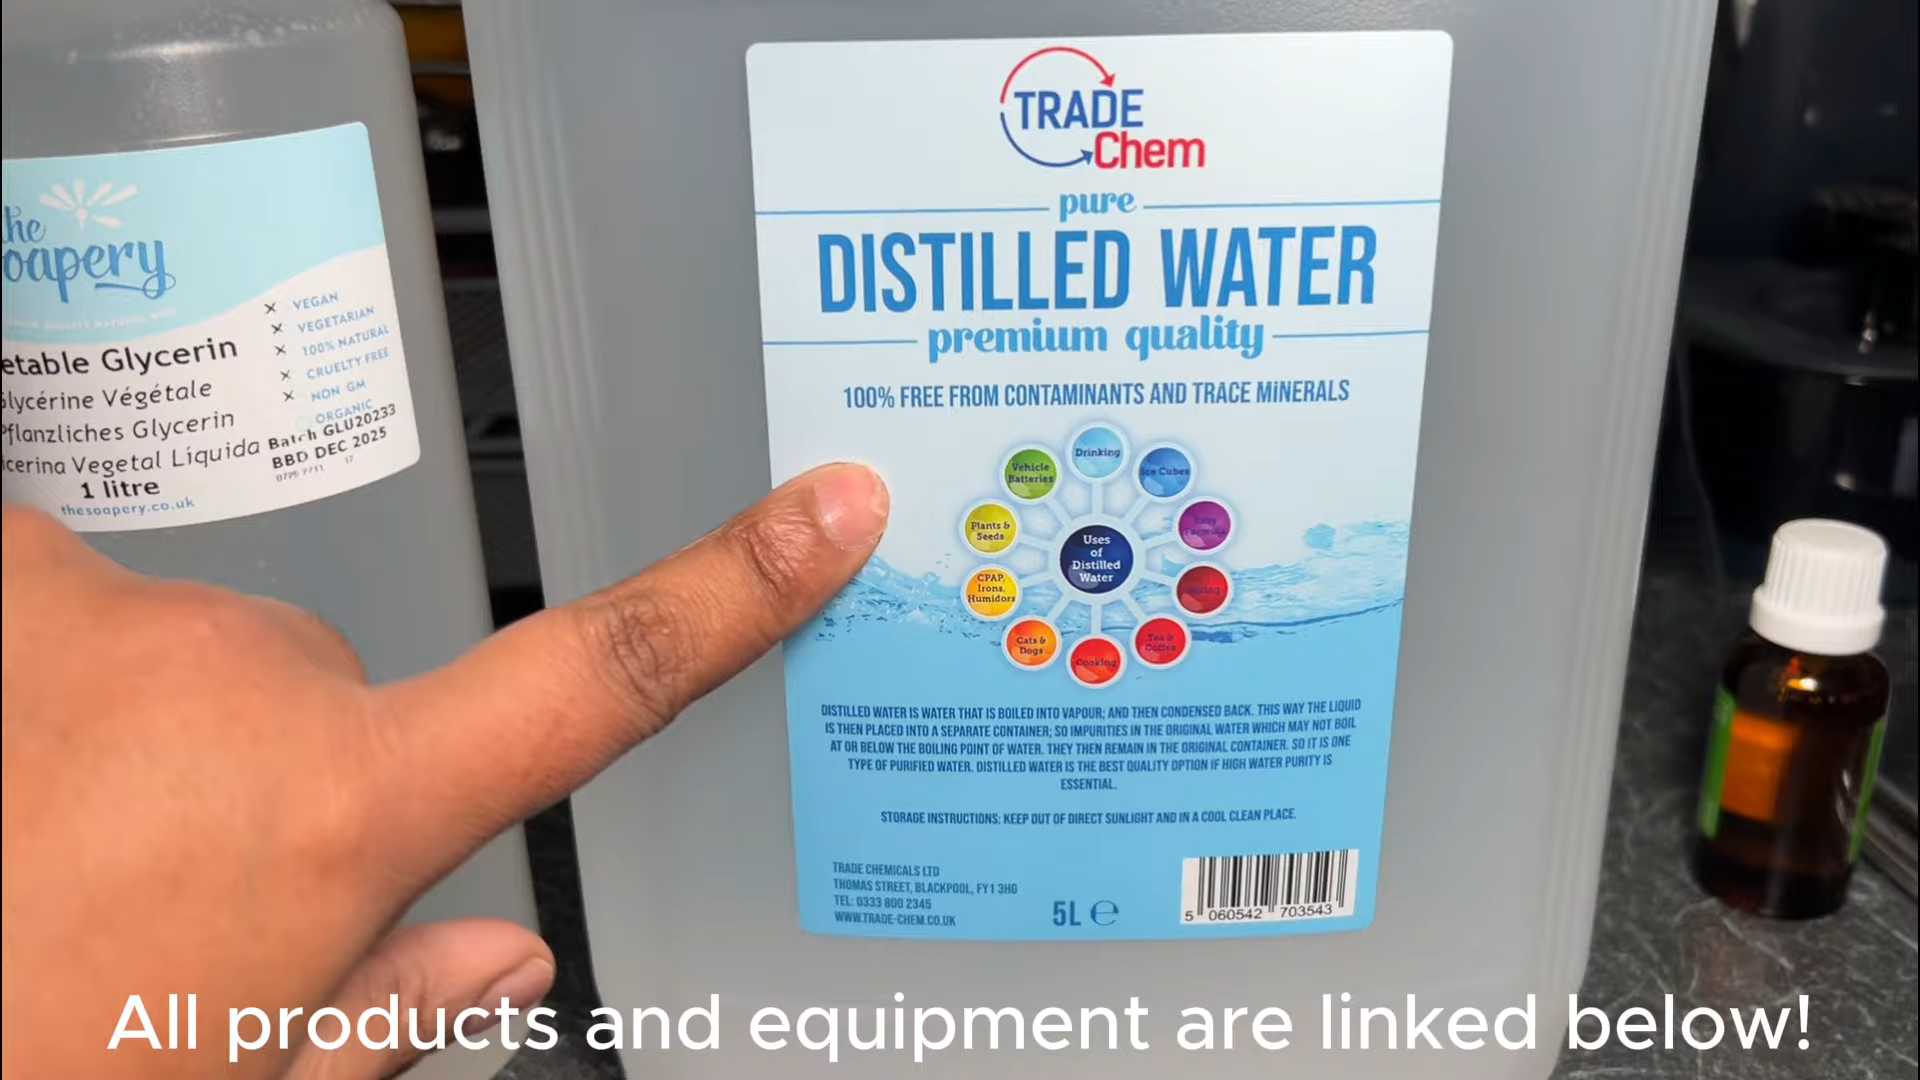 the
oapery
etable Glycerin
Glycérine Végétale
Pflanzliches Glycerin
icerina Vegetal Líquida
1 litre
thesoapery.co.uk
X VEGAN
X VEGETARIAN
X 100% NATURAL
X CRUELTY FREE
X NON GM
ORGANIC
Batch GLU20233
BBD DEC 2025
TRADE
Chem
pure
DISTILLED WATER
premium quality
100% FREE FROM CONTAMINANTS AND TRACE MINERALS
Drinking
Ice Cubes
Vehicle
Batteries
Plants &
Seeds
Uses
of
Distilled
Water
CPAP,
Irons,
Humidors
Cats &
Dogs
Cooking
Tea &
Coffee
DISTILLED WATER IS WATER THAT IS BOILED INTO VAPOUR; AND THEN CONDENSED BACK. THIS WAY THE LIQUID
IS THEN PLACED INTO A SEPARATE CONTAINER; SO IMPURITIES IN THE ORIGINAL WATER WHICH MAY NOT BOIL
AT OR BELOW THE BOILING POINT OF WATER. THEY THEN REMAIN IN THE ORIGINAL CONTAINER. SO IT IS ONE
TYPE OF PURIFIED WATER. DISTILLED WATER IS THE BEST QUALITY OPTION IF HIGH WATER PURITY IS
ESSENTIAL.
STORAGE INSTRUCTIONS: KEEP OUT OF DIRECT SUNLIGHT AND IN A COOL CLEAN PLACE.
TRADE CHEMICALS LTD
THOMAS STREET, BLACKPOOL, FY1 3HG
TEL: 0333 800 2345
WWW.TRADE-CHEM.CO.UK
5L e
5 060542 703543
All products and equipment are linked below!